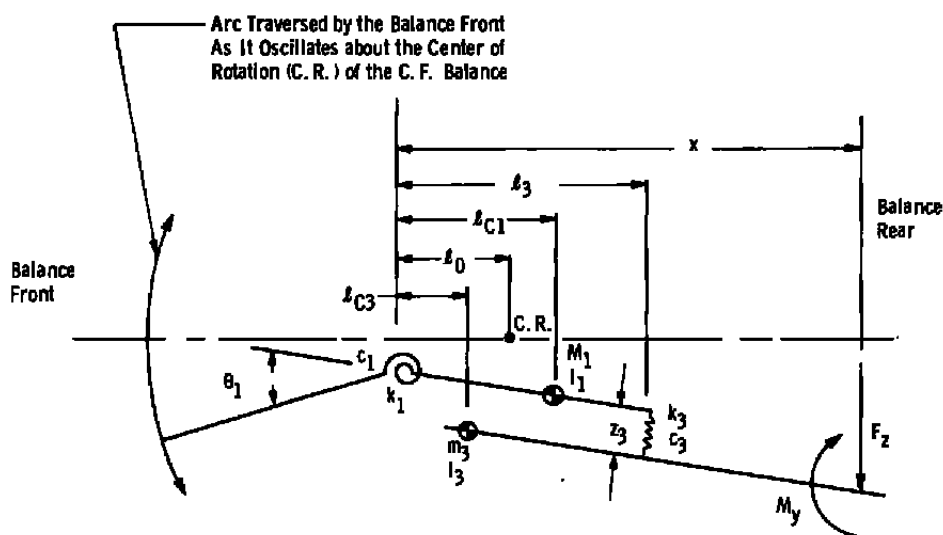 Arc Traversed by the Balance Front
As It Oscillates about the Center of
Rotation (C. R.) of the C. F. Balance
x
ℓ3
ℓC1
Balance
Rear
ℓ0
Balance
Front
ℓC3
C. R.
c1
M1
I1
θ1
k1
k3
z3
c3
Fz
m3
I3
My